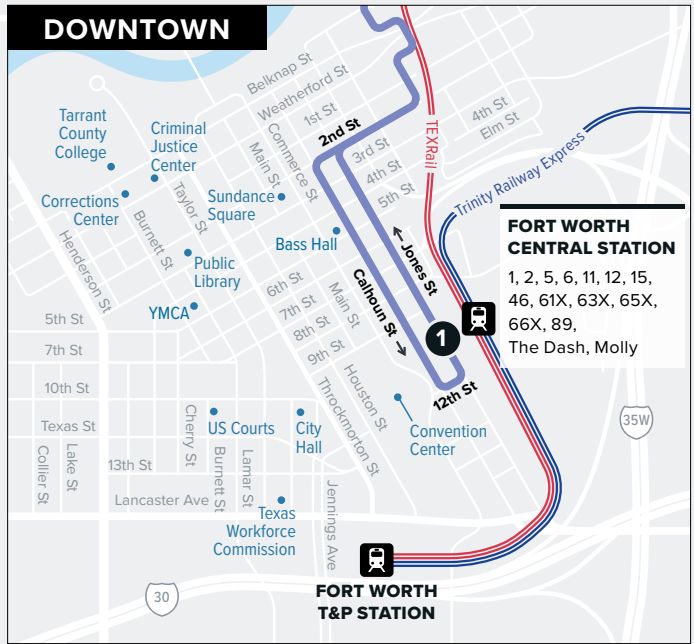 DOWNTOWN
Belknap St
Weatherford St
1st St
2nd St
Commerce St
Main St
3rd St
4th St
5th St
4th St
Elm St
TEXRail
Trinity Railway Express
Tarrant
County
College
Criminal
Justice
Center
Corrections
Center
Taylor St
Burnett St
Henderson St
Sundance
Square
Bass Hall
Public
Library
YMCA
FORT WORTH
CENTRAL STATION
1, 2, 5, 6, 11, 12, 15,
46, 61X, 63X, 65X,
66X, 89,
The Dash, Molly
← Jones St
Calhoun St →
1
12th St
6th St
7th St
8th St
9th St
Main St
Houston St
Throckmorton St
5th St
7th St
10th St
Texas St
13th St
Lancaster Ave
Collier St
Lake St
Cherry St
Burnett St
Lamar St
Jennings Ave
US Courts
City
Hall
Convention
Center
Texas
Workforce
Commission
35W
30
FORT WORTH
T&P STATION